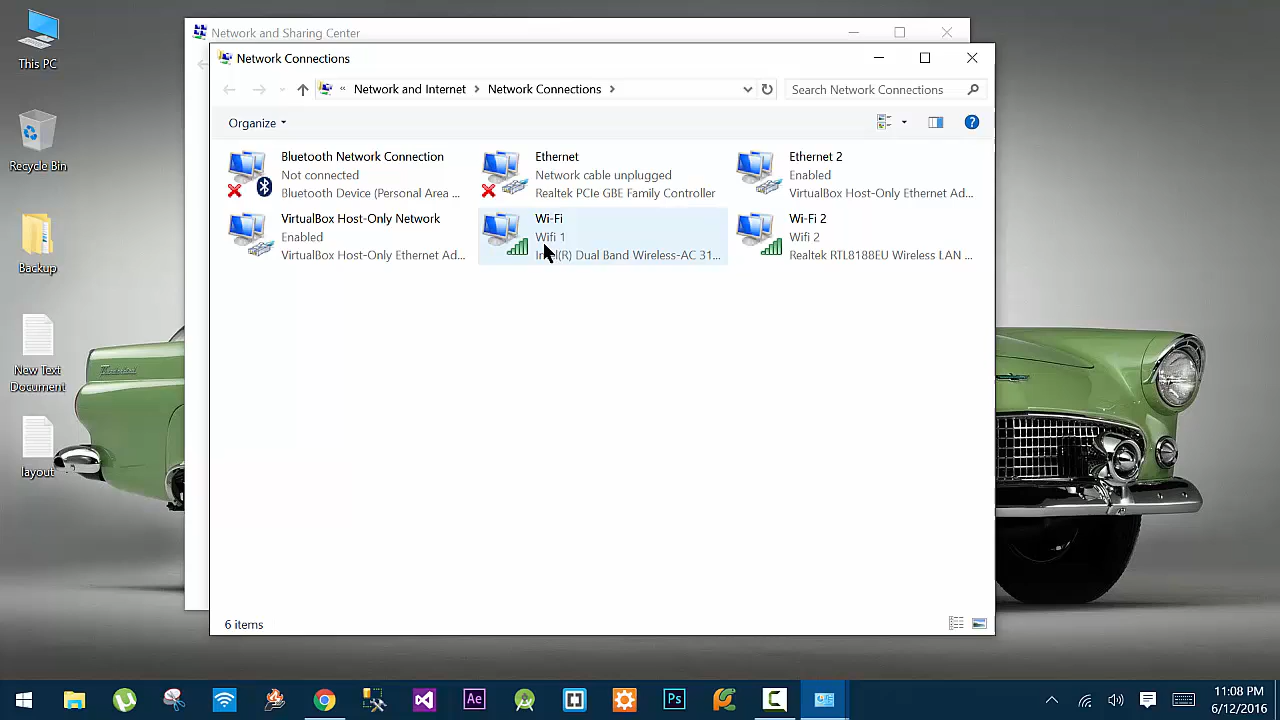 This PC
Recycle Bin
Backup
New Text
Document
layout
Network and Sharing Center
Network Connections
« Network and Internet > Network Connections >
Search Network Connections
Organize
Bluetooth Network Connection
Not connected
Bluetooth Device (Personal Area ...
Ethernet
Network cable unplugged
Realtek PCIe GBE Family Controller
Ethernet 2
Enabled
VirtualBox Host-Only Ethernet Ad...
VirtualBox Host-Only Network
Enabled
VirtualBox Host-Only Ethernet Ad...
Wi-Fi
Wifi 1
Intel(R) Dual Band Wireless-AC 31...
Wi-Fi 2
Wifi 2
Realtek RTL8188EU Wireless LAN ...
6 items
Ae
Ps
11:08 PM
6/12/2016